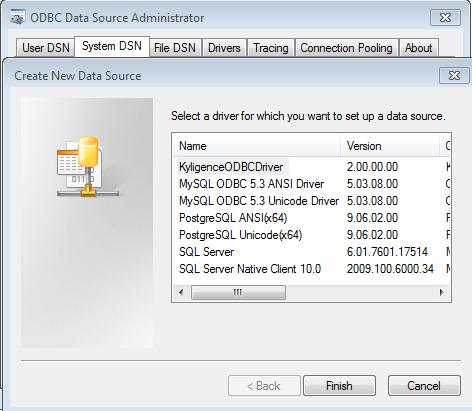 ODBC Data Source Administrator
User DSN System DSN File DSN Drivers Tracing Connection Pooling About
Create New Data Source
Select a driver for which you want to set up a data source.
Name Version C
KyligenceODBCDriver 2.00.00.00 K
MySQL ODBC 5.3 ANSI Driver 5.03.08.00 C
MySQL ODBC 5.3 Unicode Driver 5.03.08.00 C
PostgreSQL ANSI(x64) 9.06.02.00 P
PostgreSQL Unicode(x64) 9.06.02.00 P
SQL Server 6.01.7601.17514 M
SQL Server Native Client 10.0 2009.100.6000.34 M
< Back Finish Cancel